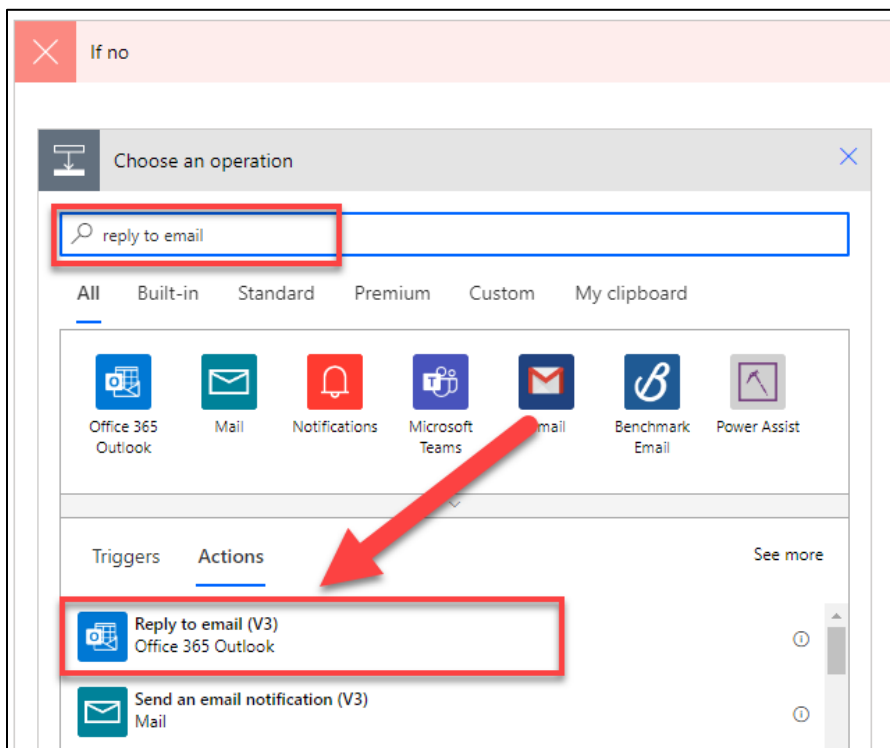 If no
Choose an operation
reply to email
All Built-in Standard Premium Custom My clipboard
Office 365 Outlook
Mail
Notifications
Microsoft Teams
mail
Benchmark Email
Power Assist
Triggers Actions See more
Reply to email (V3)
Office 365 Outlook
Send an email notification (V3)
Mail